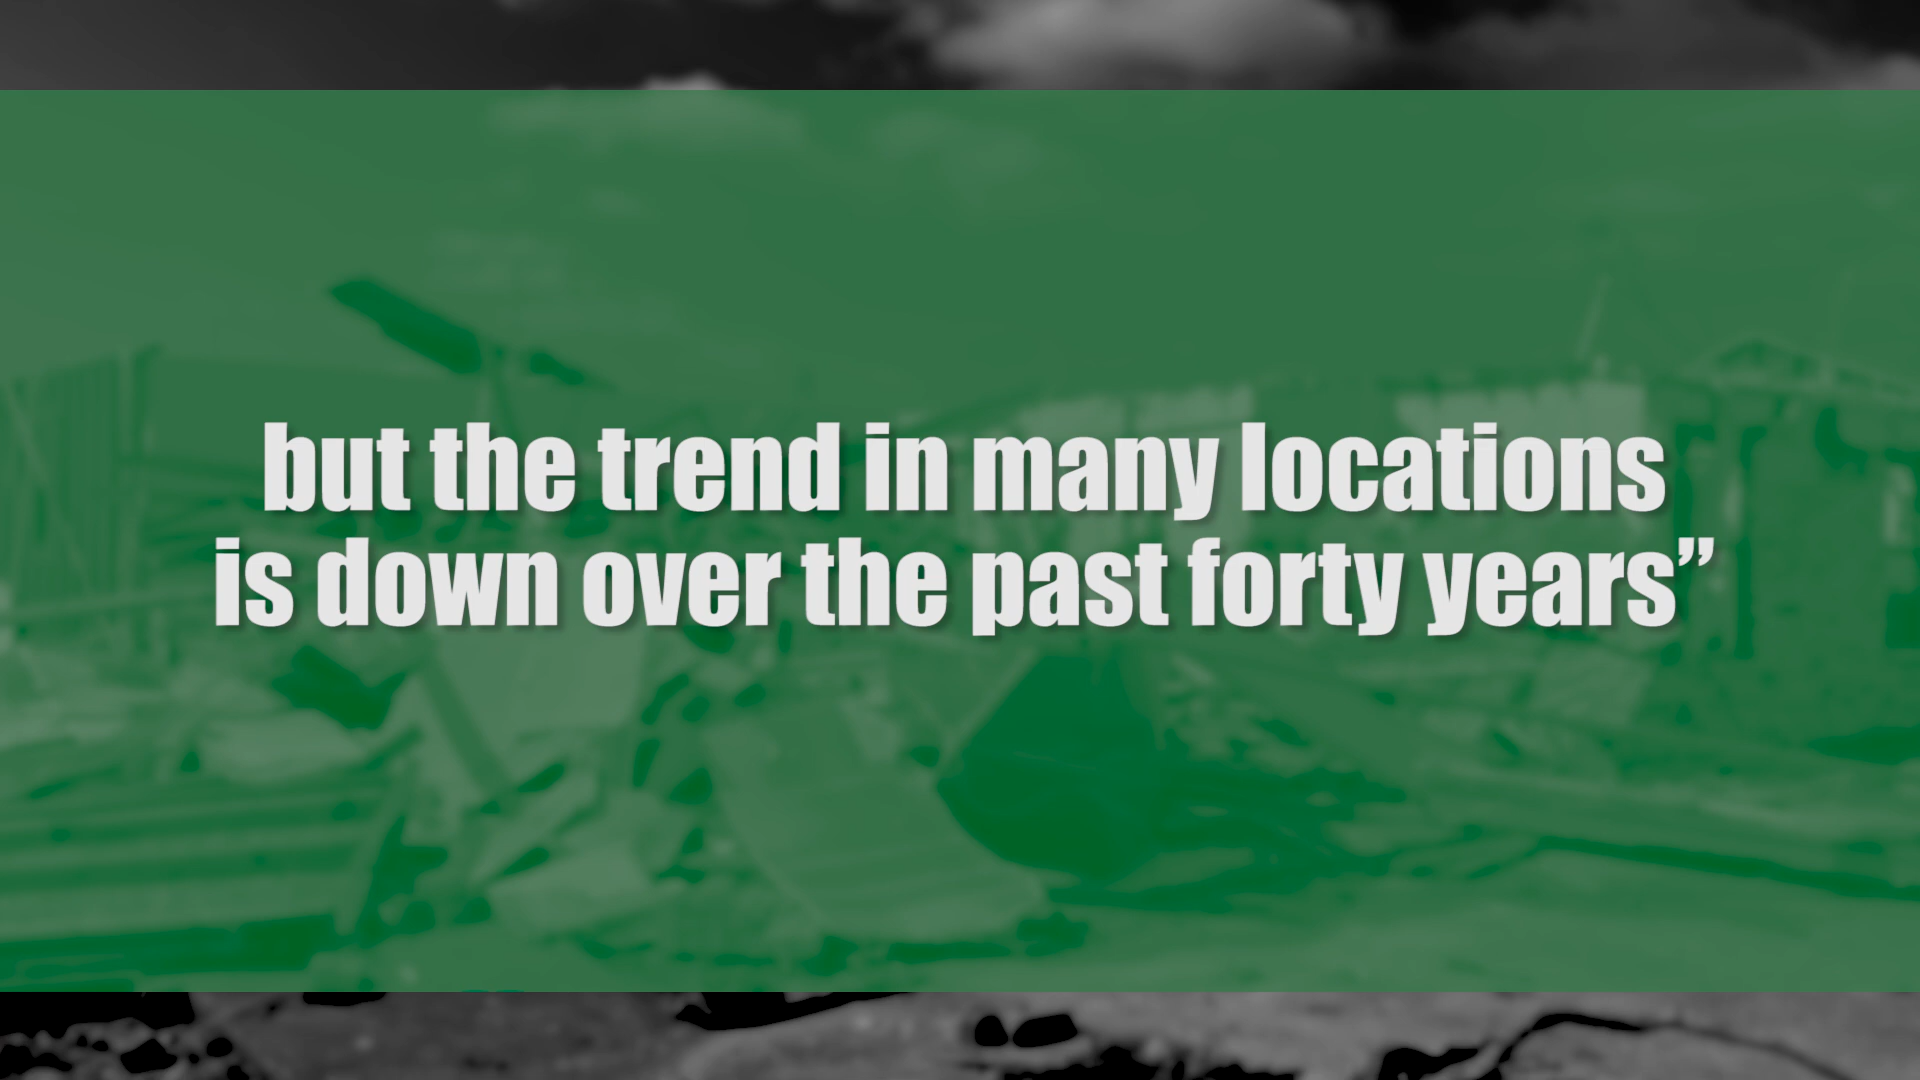 but the trend in many locations
is down over the past forty years”